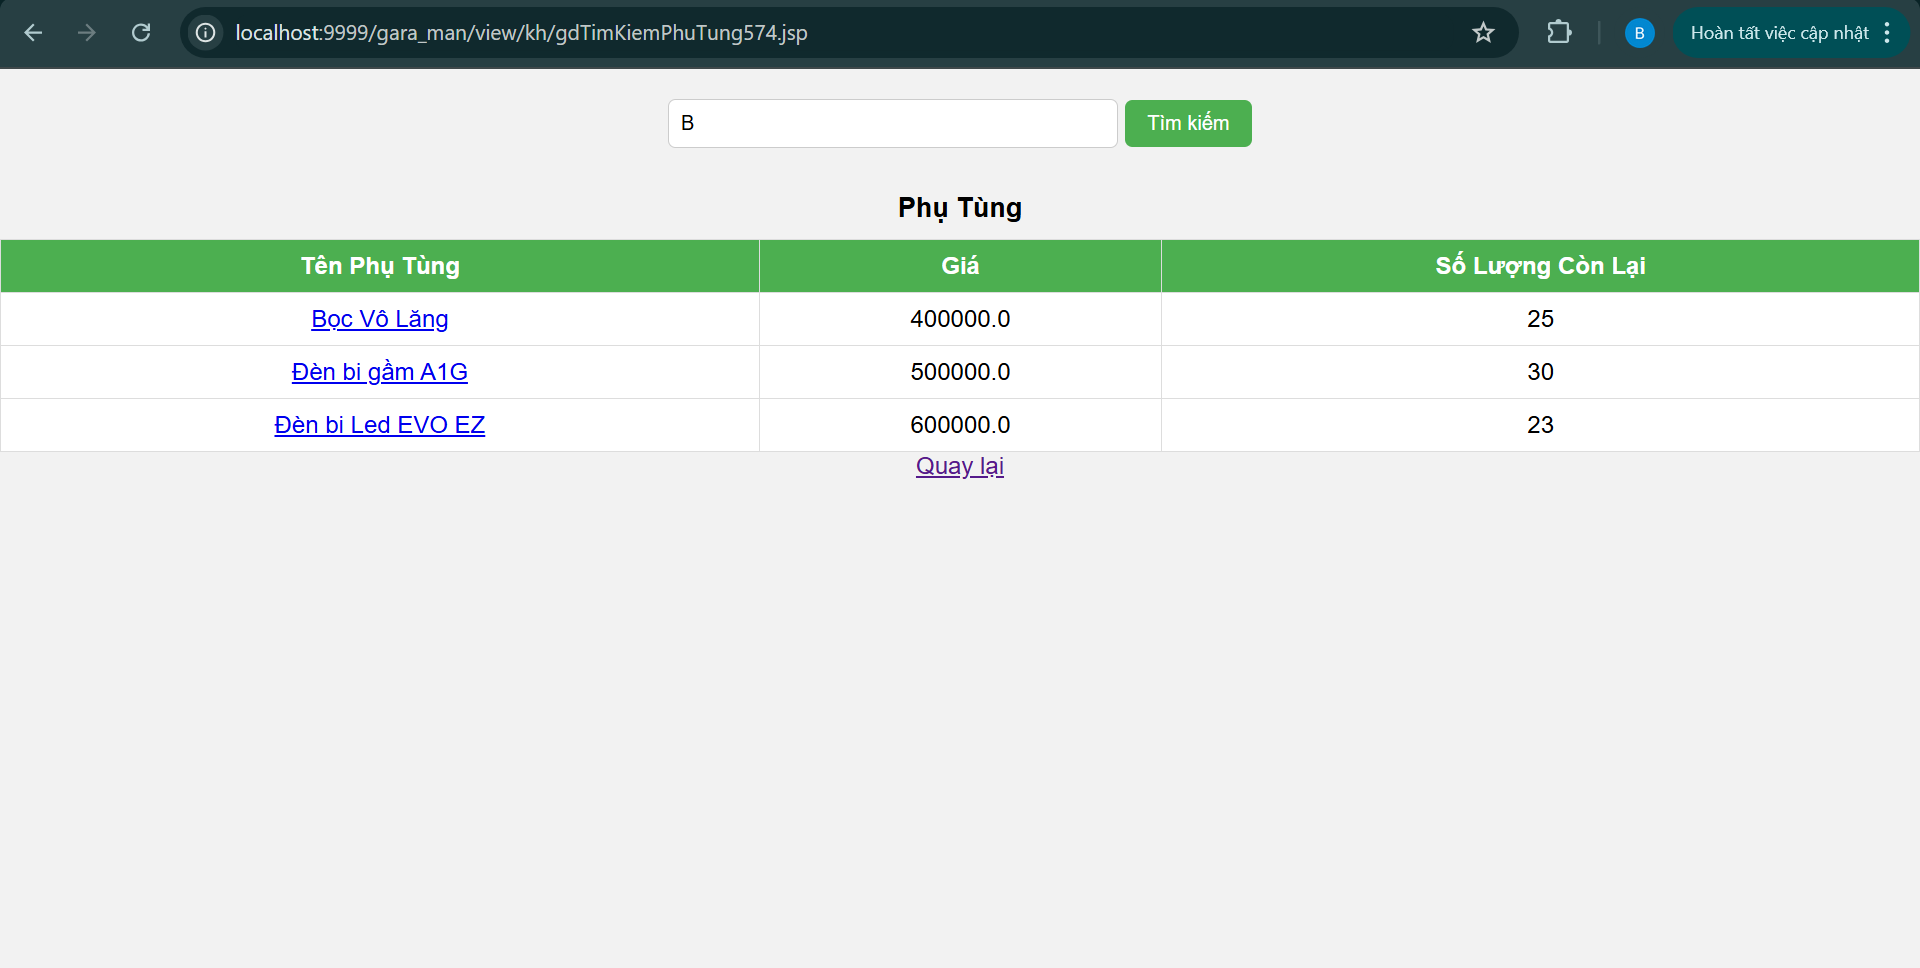 localhost:9999/gara_man/view/kh/gdTimKiemPhuTung574.jsp B Hoàn tất việc cập nhật
B Tìm kiếm
Phụ Tùng
Tên Phụ Tùng Giá Số Lượng Còn Lại
Bọc Vô Lăng 400000.0 25
Đèn bi gầm A1G 500000.0 30
Đèn bi Led EVO EZ 600000.0 23
Quay lại